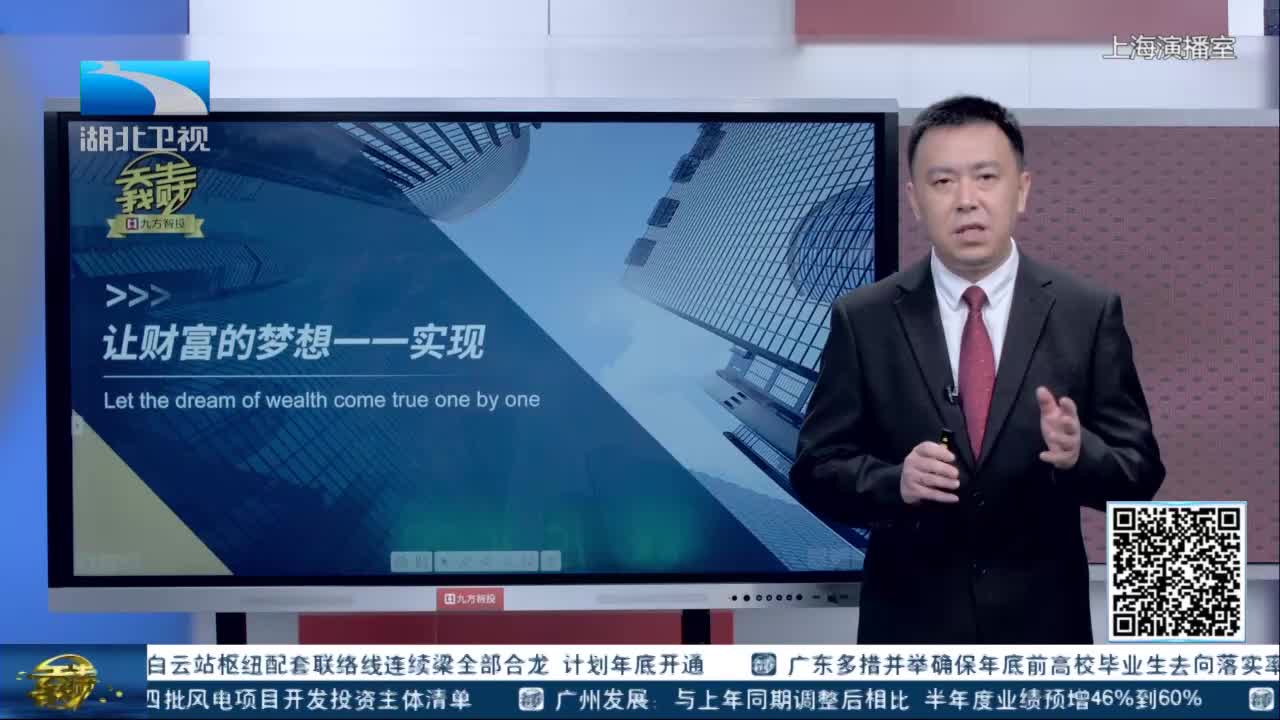 上海演播室
湖北卫视
天生我财
九方智投
>>>
让财富的梦想一一实现
Let the dream of wealth come true one by one
九方智投
白云站枢纽配套联络线连续梁全部合龙 计划年底开通 广东多措并举确保年底前高校毕业生去向落实率
四批风电项目开发投资主体清单 广州发展：与上年同期调整后相比 半年度业绩预增46%到60%